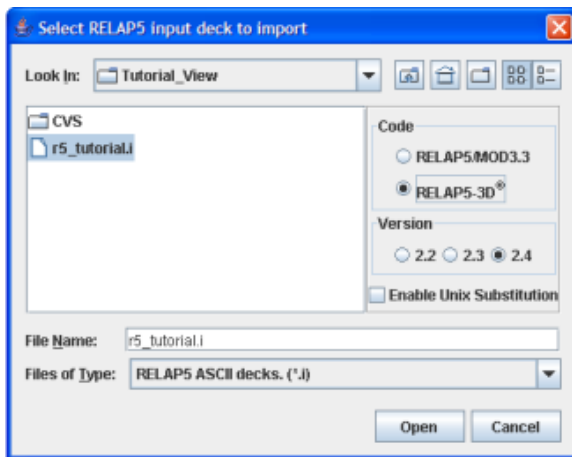 Select RELAP5 input deck to import
Look In: Tutorial_View
CVS
r5_tutorial.i
Code
RELAP5/MOD3.3
RELAP5-3D®
Version
2.2 2.3 2.4
Enable Unix Substitution
File Name: r5_tutorial.i
Files of Type: RELAP5 ASCII decks. (*.i)
Open Cancel